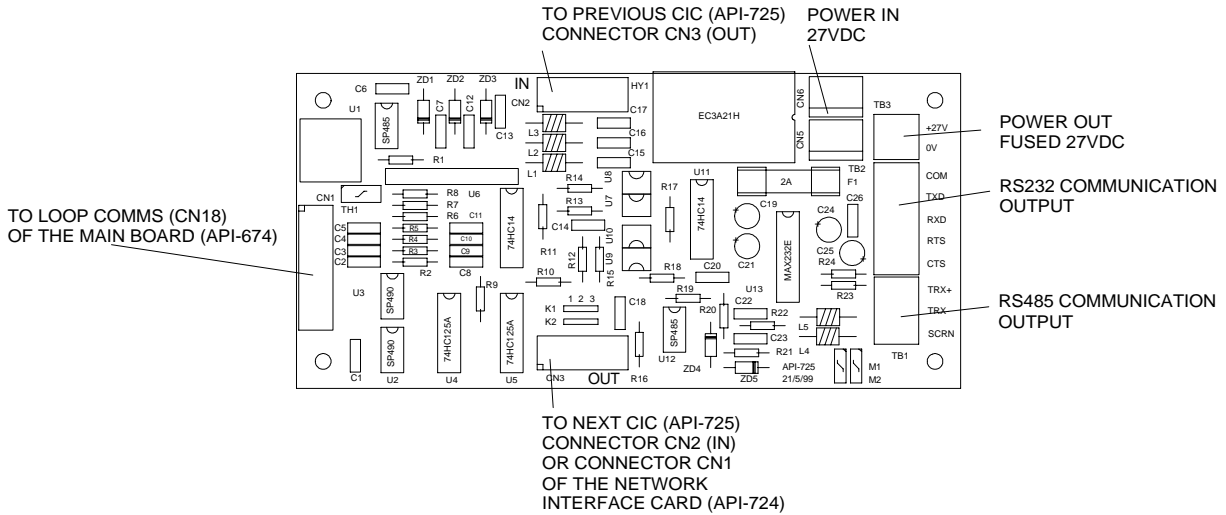 TO PREVIOUS CIC (API-725)
CONNECTOR CN3 (OUT)
POWER IN
27VDC
POWER OUT
FUSED 27VDC
RS232 COMMUNICATION
OUTPUT
RS485 COMMUNICATION
OUTPUT
TO LOOP COMMS (CN18)
OF THE MAIN BOARD (API-674)
TO NEXT CIC (API-725)
CONNECTOR CN2 (IN)
OR CONNECTOR CN1
OF THE NETWORK
INTERFACE CARD (API-724)
C6
ZD1
ZD2
ZD3
IN
CN2
HY1
U1
SP485
C7
C12
C13
L3
L2
L1
C17
C16
C15
EC3A21H
CN6
CN5
TB3
+27V
0V
TB2
R1
CN1
TH1
R8
R7
R6
R5
R4
R3
R2
U6
C11
C10
C9
C8
C5
C4
C3
C2
74HC14
R14
R13
C14
R11
R12
R15
R10
U8
U7
U10
U9
R17
U11
74HC14
R18
2A
F1
C19
C21
C20
MAX232E
U13
C24
C26
C25
R24
R23
COM
TXD
RXD
RTS
CTS
TRX+
TRX-
SCRN
TB1
U3
SP490
SP490
U2
C1
74HC125A
U4
R9
74HC125A
U5
K1
K2
1 2 3
C18
R16
CN3
OUT
R19
SP485
U12
R20
ZD4
C22
R22
C23
R21
ZD5
L5
L4
API-725
21/5/99
M1
M2